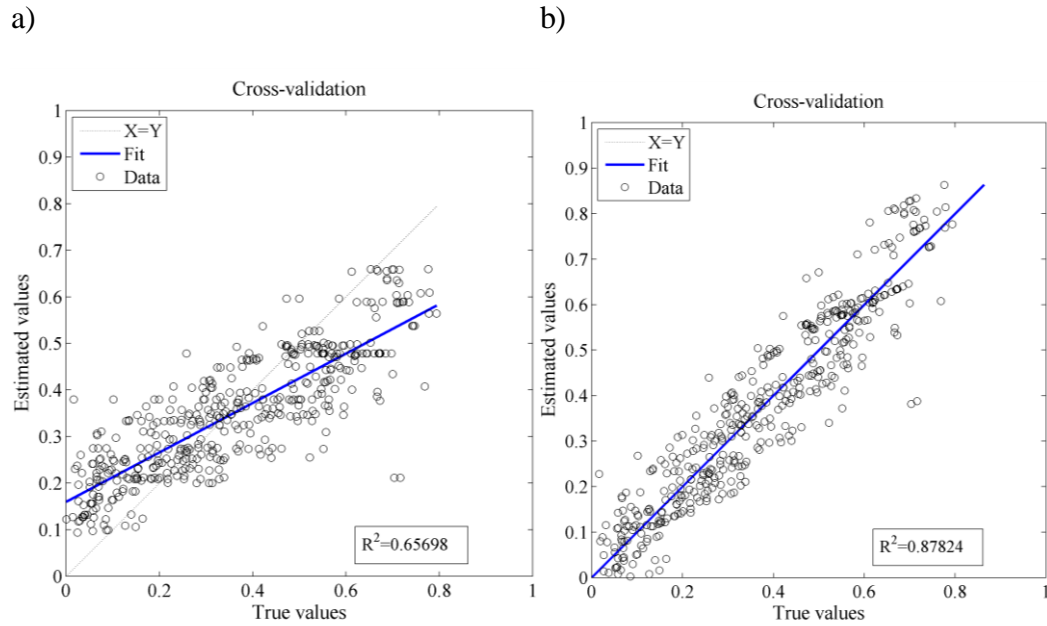 a)
b)
Cross-validation
1
0.9
0.8
0.7
0.6
0.5
0.4
0.3
0.2
0.1
0
Estimated values
X=Y
Fit
Data
R²=0.65698
0 0.2 0.4 0.6 0.8 1
True values
Cross-validation
1
0.9
0.8
0.7
0.6
0.5
0.4
0.3
0.2
0.1
0
Estimated values
X=Y
Fit
Data
R²=0.87824
0 0.2 0.4 0.6 0.8 1
True values